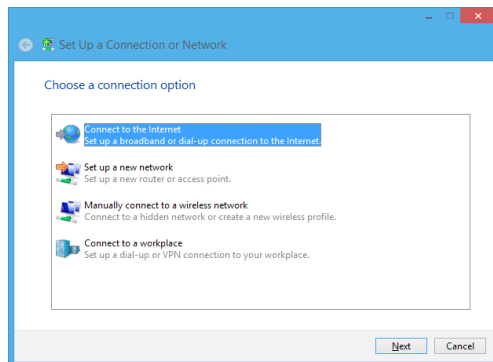 Set Up a Connection or Network
Choose a connection option
Connect to the Internet
Set up a broadband or dial-up connection to the Internet.
Set up a new network
Set up a new router or access point.
Manually connect to a wireless network
Connect to a hidden network or create a new wireless profile.
Connect to a workplace
Set up a dial-up or VPN connection to your workplace.
Next Cancel